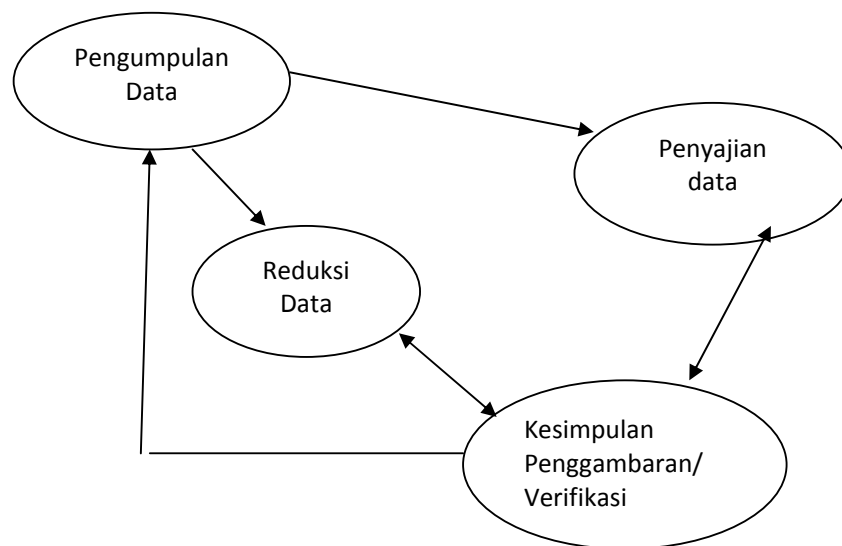 Pengumpulan
Data
Penyajian
data
Reduksi
Data
Kesimpulan
Penggambaran/
Verifikasi